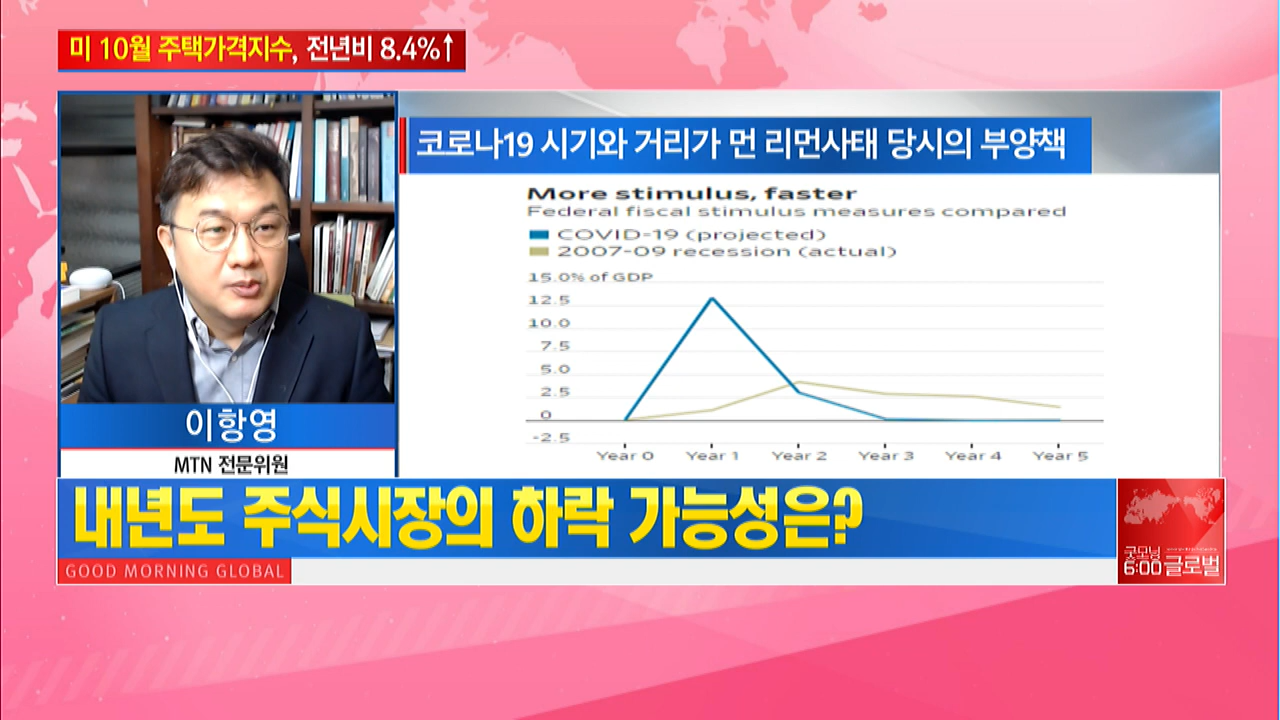 미 10월 주택가격지수, 전년비 8.4%↑
코로나19 시기와 거리가 먼 리먼사태 당시의 부양책
More stimulus, faster
Federal fiscal stimulus measures compared
COVID-19 (projected)
2007-09 recession (actual)
15.0% of GDP
12.5
10.0
7.5
5.0
2.5
0
-2.5
Year 0 Year 1 Year 2 Year 3 Year 4 Year 5
이항영
MTN 전문위원
내년도 주식시장의 하락 가능성은?
GOOD MORNING GLOBAL
굿모닝
6:00 글로벌